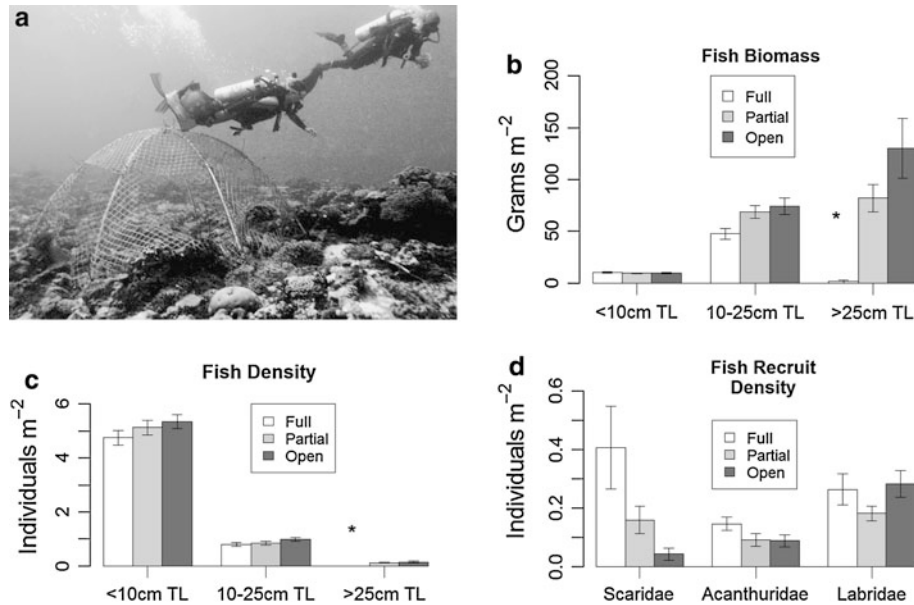 a
b
Fish Biomass
Grams m⁻²
200
150
100
50
0
Full
Partial
Open
*
<10cm TL
10-25cm TL
>25cm TL
c
Fish Density
Individuals m⁻²
6
4
2
0
Full
Partial
Open
*
<10cm TL
10-25cm TL
>25cm TL
d
Fish Recruit
Density
Individuals m⁻²
0.6
0.4
0.2
0.0
Full
Partial
Open
Scaridae
Acanthuridae
Labridae